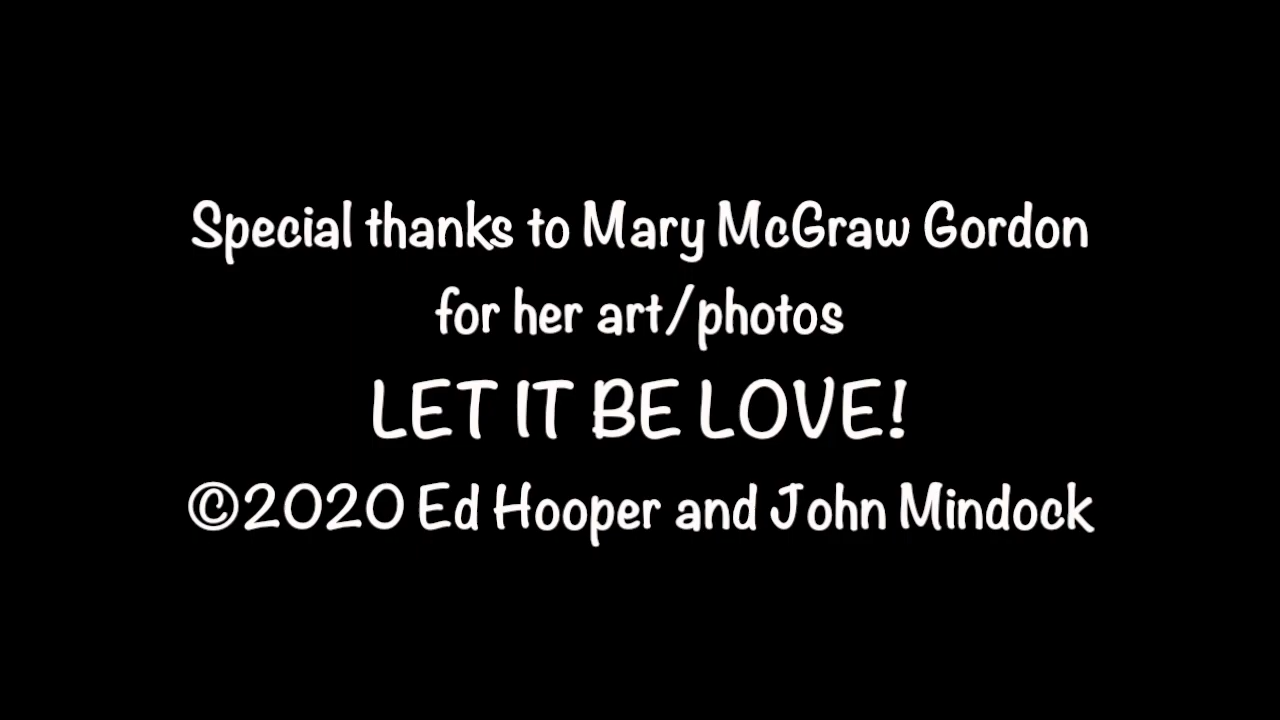 Special thanks to Mary McGraw Gordon
for her art/photos
LET IT BE LOVE!
©2020 Ed Hooper and John Mindock